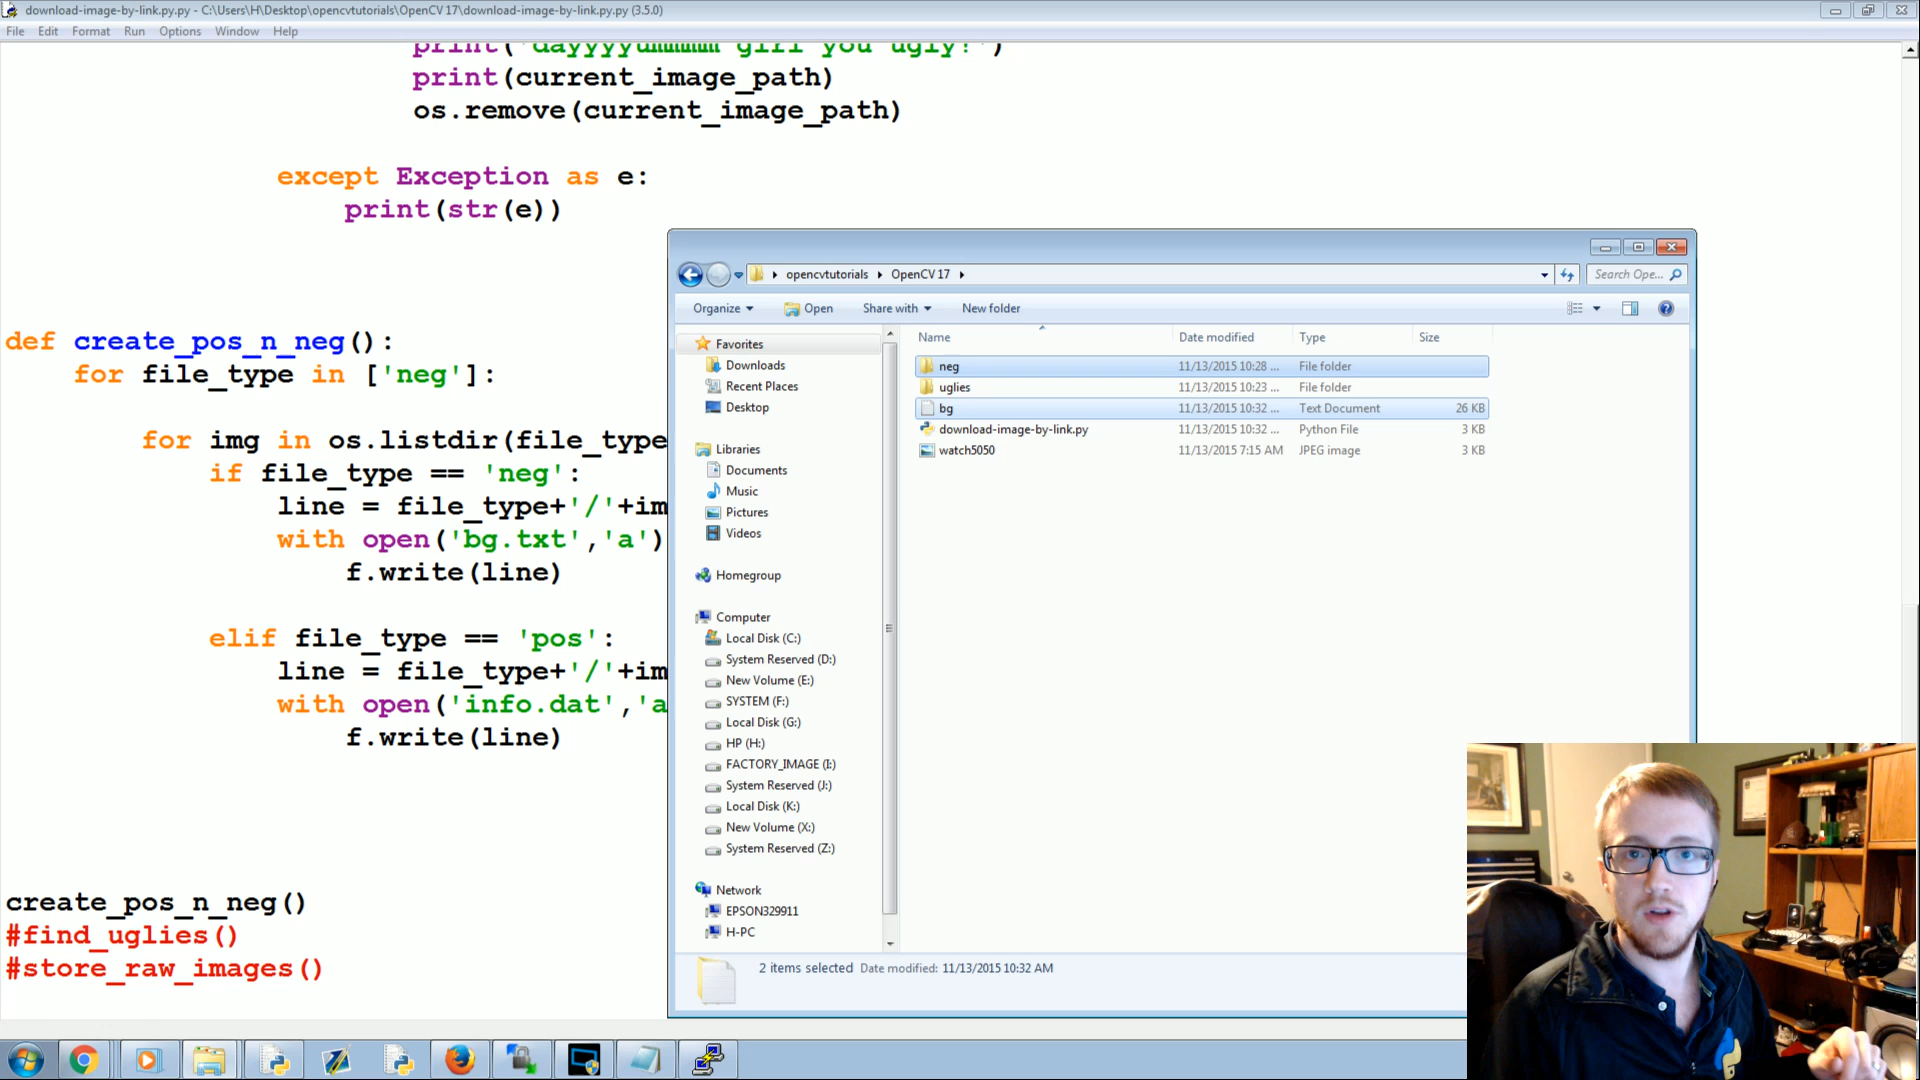 download-image-by-link.py.py - C:\Users\H\Desktop\opencvtutorials\OpenCV 17\download-image-by-link.py.py (3.5.0)
File Edit Format Run Options Window Help
print('dayyyyummmm girl you ugly!')
print(current_image_path)
os.remove(current_image_path)
except Exception as e:
print(str(e))
def create_pos_n_neg():
for file_type in ['neg']:
for img in os.listdir(file_type
if file_type == 'neg':
line = file_type+'/'+im
with open('bg.txt','a')
f.write(line)
elif file_type == 'pos':
line = file_type+'/'+im
with open('info.dat','a
f.write(line)
create_pos_n_neg()
#find_uglies()
#store_raw_images()
opencvtutorials OpenCV 17
Search Ope...
Organize Open Share with New folder
Favorites
Downloads
Recent Places
Desktop
Libraries
Documents
Music
Pictures
Videos
Homegroup
Computer
Local Disk (C:)
System Reserved (D:)
New Volume (E:)
SYSTEM (F:)
Local Disk (G:)
HP (H:)
FACTORY_IMAGE (I:)
System Reserved (J:)
Local Disk (K:)
New Volume (X:)
System Reserved (Z:)
Network
EPSON329911
H-PC
Name Date modified Type Size
neg 11/13/2015 10:28 ... File folder
uglies 11/13/2015 10:23 ... File folder
bg 11/13/2015 10:32 ... Text Document 26 KB
download-image-by-link.py 11/13/2015 10:32 ... Python File 3 KB
watch5050 11/13/2015 7:15 AM JPEG image 3 KB
2 items selected Date modified: 11/13/2015 10:32 AM